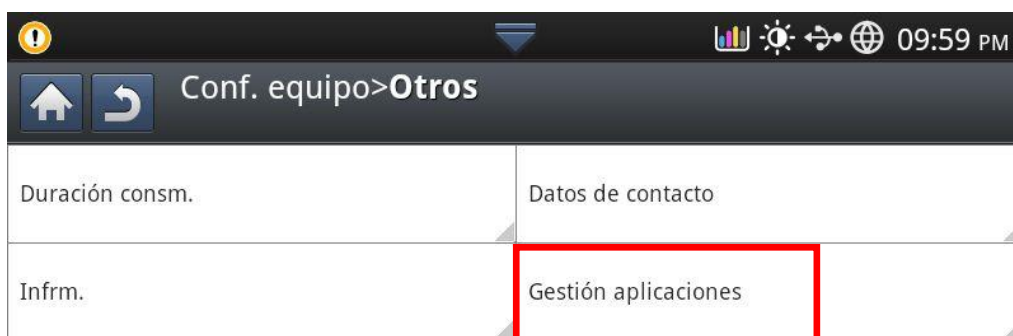 09:59 PM
Conf. equipo>Otros
Duración consm.
Datos de contacto
Infrm.
Gestión aplicaciones